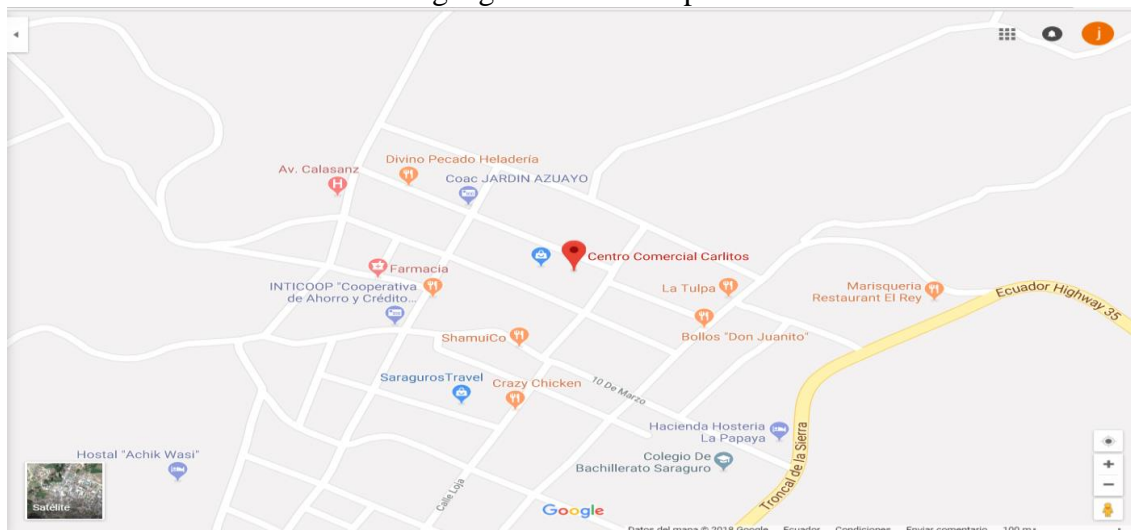 j
Divino Pecado Heladería
Av. Calasanz
H
Coac JARDIN AZUAYO
Centro Comercial Carlitos
Farmacia
INTICOOP "Cooperativa
de Ahorro y Crédito...
La Tulpa
Marisqueria
Restaurant El Rey
Ecuador Highway 35
ShamuiCo
Bollos "Don Juanito"
SaragurosTravel
Crazy Chicken
10 De Marzo
Hacienda Hosteria
La Papaya
Hostal "Achik Wasi"
Colegio De
Bachillerato Saraguro
Troncal de la Sierra
Calle Loja
Satélite
Google
Datos del mapa © 2018 Google Ecuador Condiciones Enviar comentario 100 m